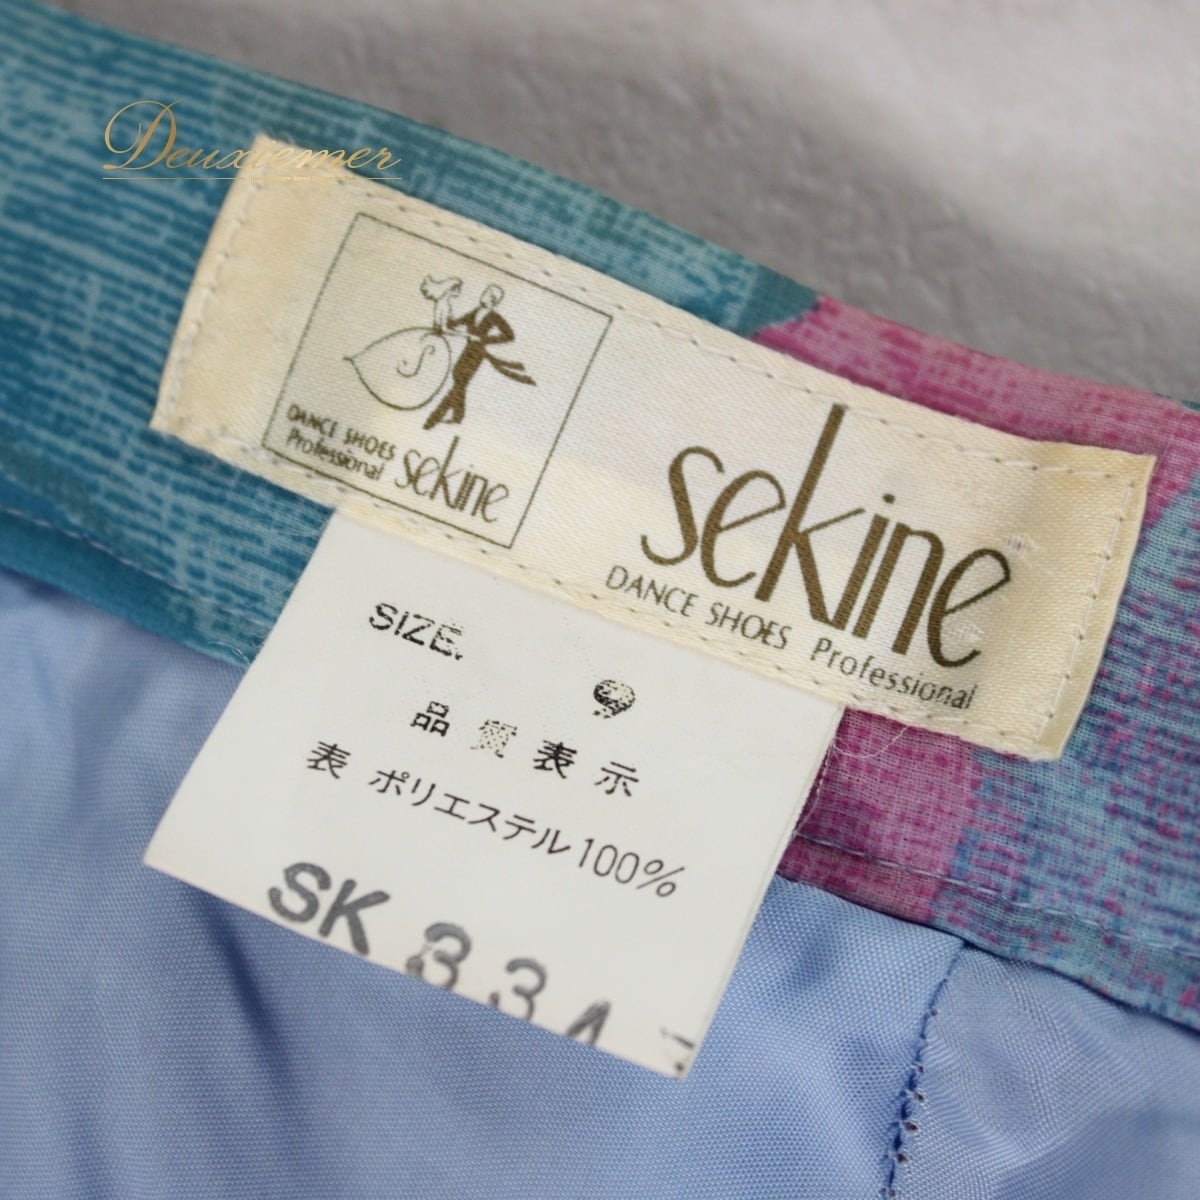 Deuxiemer
S
DANCE SHOES
Professional sekine
sekine
DANCE SHOES Professional
SIZE. 9
品質表示
表 ポリエステル100%
SK 334